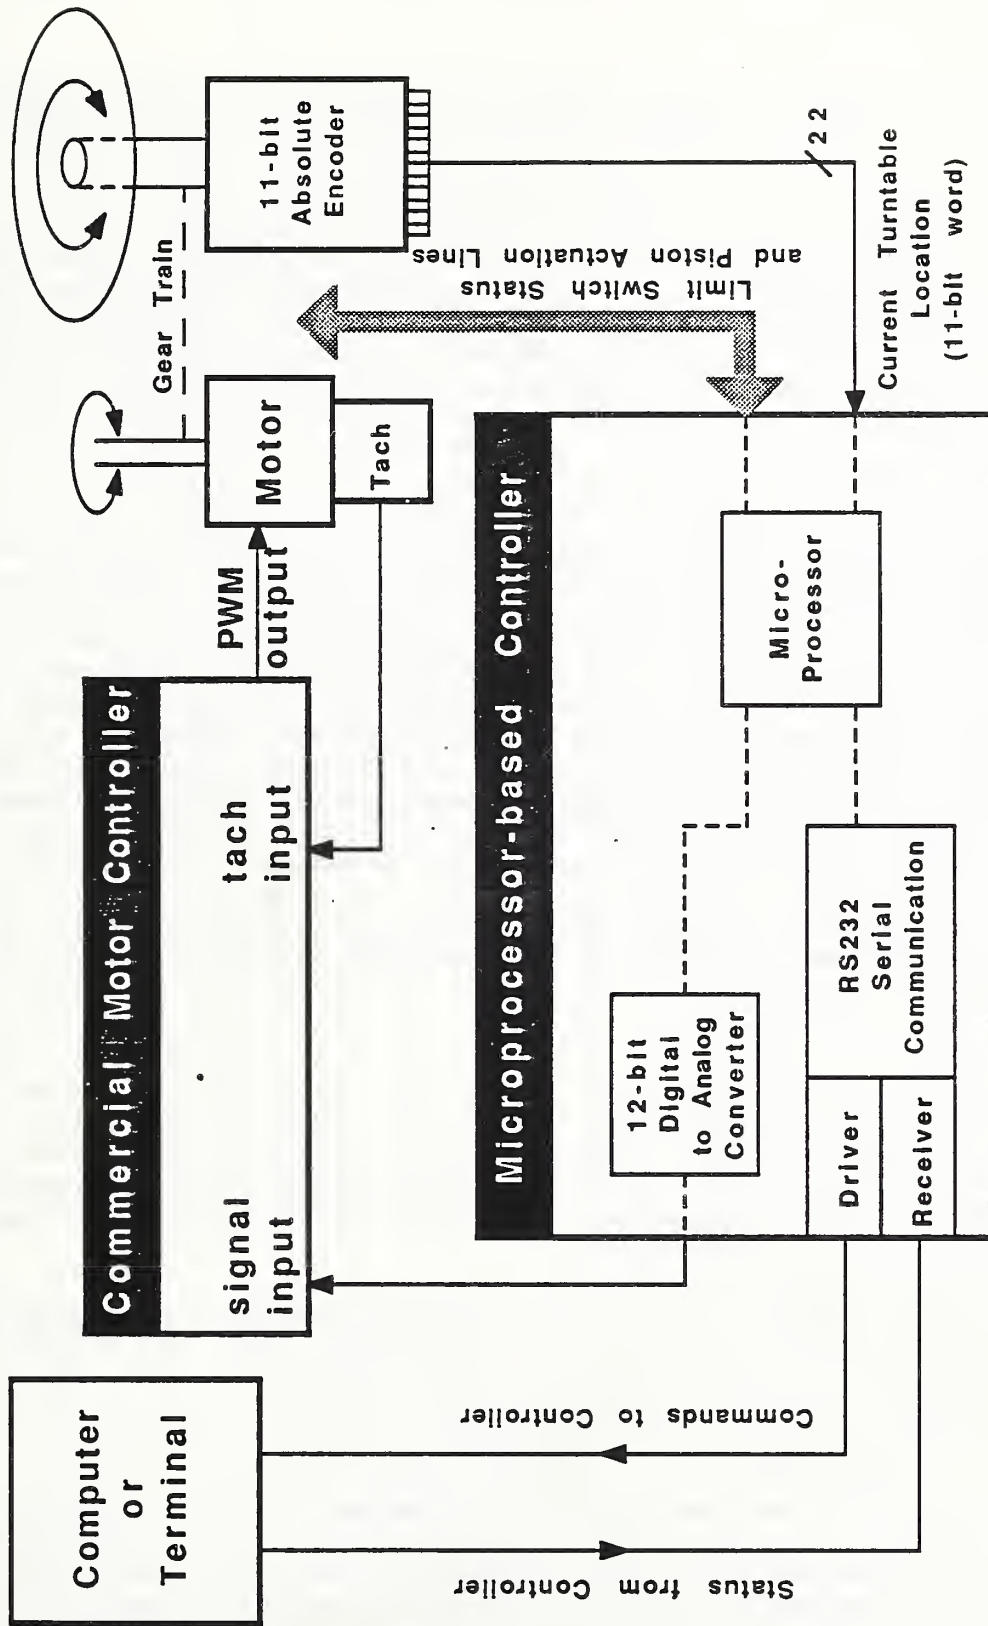 Computer
or
Terminal
Commercial Motor Controller
signal
input
tach
input
PWM
output
Motor
Tach
Gear Train
11-bit
Absolute
Encoder
22
Current Turntable
Location
(11-bit word)
Limit Switch Status
and Piston Actuation Lines
Microprocessor-based Controller
12-bit
Digital
to Analog
Converter
Micro-
Processor
RS232
Serial
Communication
Driver
Receiver
Commands to Controller
Status from Controller